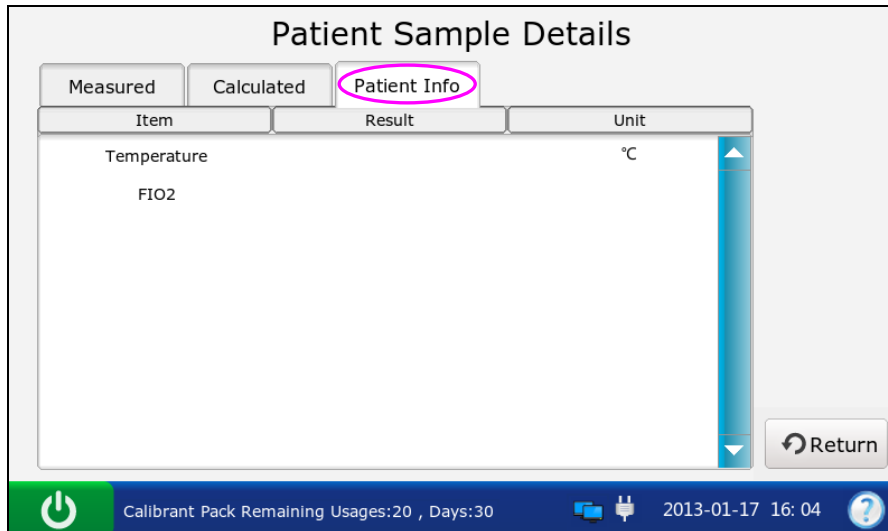 Patient Sample Details
Measured Calculated Patient Info
Item Result Unit
Temperature ℃
FIO2
Return
Calibrant Pack Remaining Usages:20 , Days:30 2013-01-17 16: 04 ?